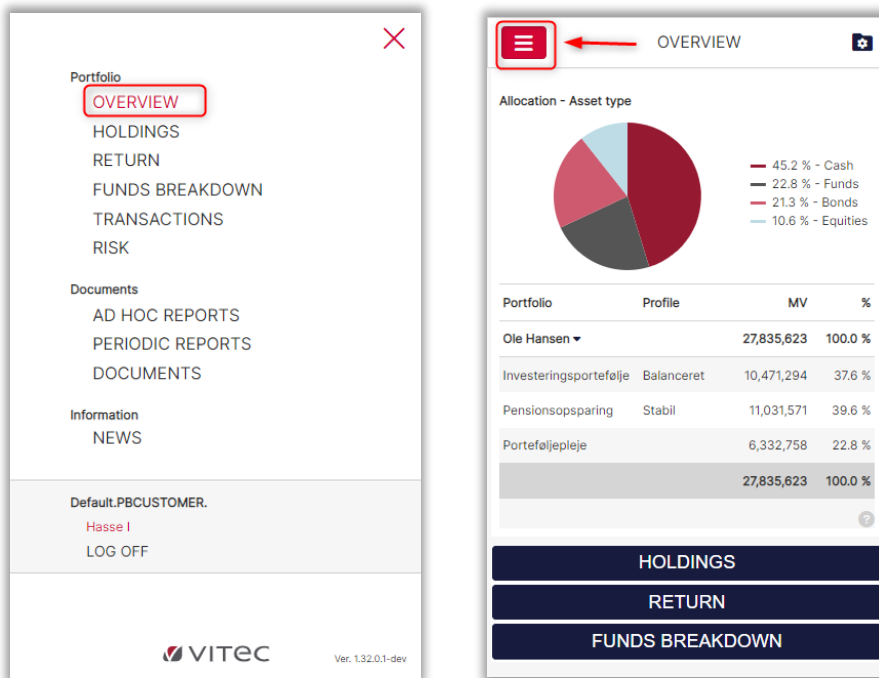 Portfolio
OVERVIEW
HOLDINGS
RETURN
FUNDS BREAKDOWN
TRANSACTIONS
RISK
Documents
AD HOC REPORTS
PERIODIC REPORTS
DOCUMENTS
Information
NEWS
Default.PBCUSTOMER.
Hasse I
LOG OFF
VITEC
Ver. 1.32.0.1-dev
OVERVIEW
Allocation - Asset type
45.2 % - Cash
22.8 % - Funds
21.3 % - Bonds
10.6 % - Equities
Portfolio Profile MV %
Ole Hansen 27,835,623 100.0 %
Investeringsportefølje Balanceret 10,471,294 37.6 %
Pensionsopsparing Stabil 11,031,571 39.6 %
Porteføljepleje 6,332,758 22.8 %
27,835,623 100.0 %
?
HOLDINGS
RETURN
FUNDS BREAKDOWN